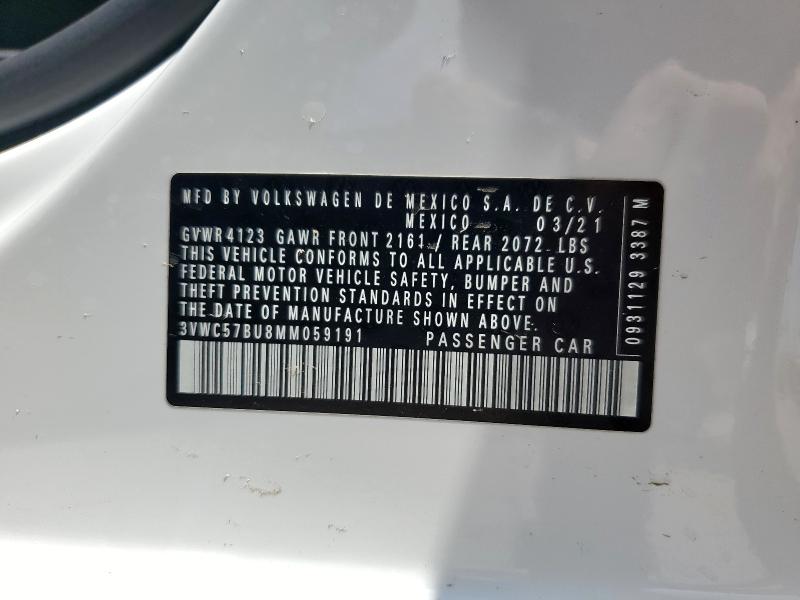 MFD BY VOLKSWAGEN DE MEXICO S.A. DE C.V.
MEXICO 03/21
GVWR 4123 GAWR FRONT 2161 / REAR 2072 LBS
THIS VEHICLE CONFORMS TO ALL APPLICABLE U.S.
FEDERAL MOTOR VEHICLE SAFETY, BUMPER AND
THEFT PREVENTION STANDARDS IN EFFECT ON
THE DATE OF MANUFACTURE SHOWN ABOVE.
3VWC57BU8MM059191 PASSENGER CAR
0931129 3387 M